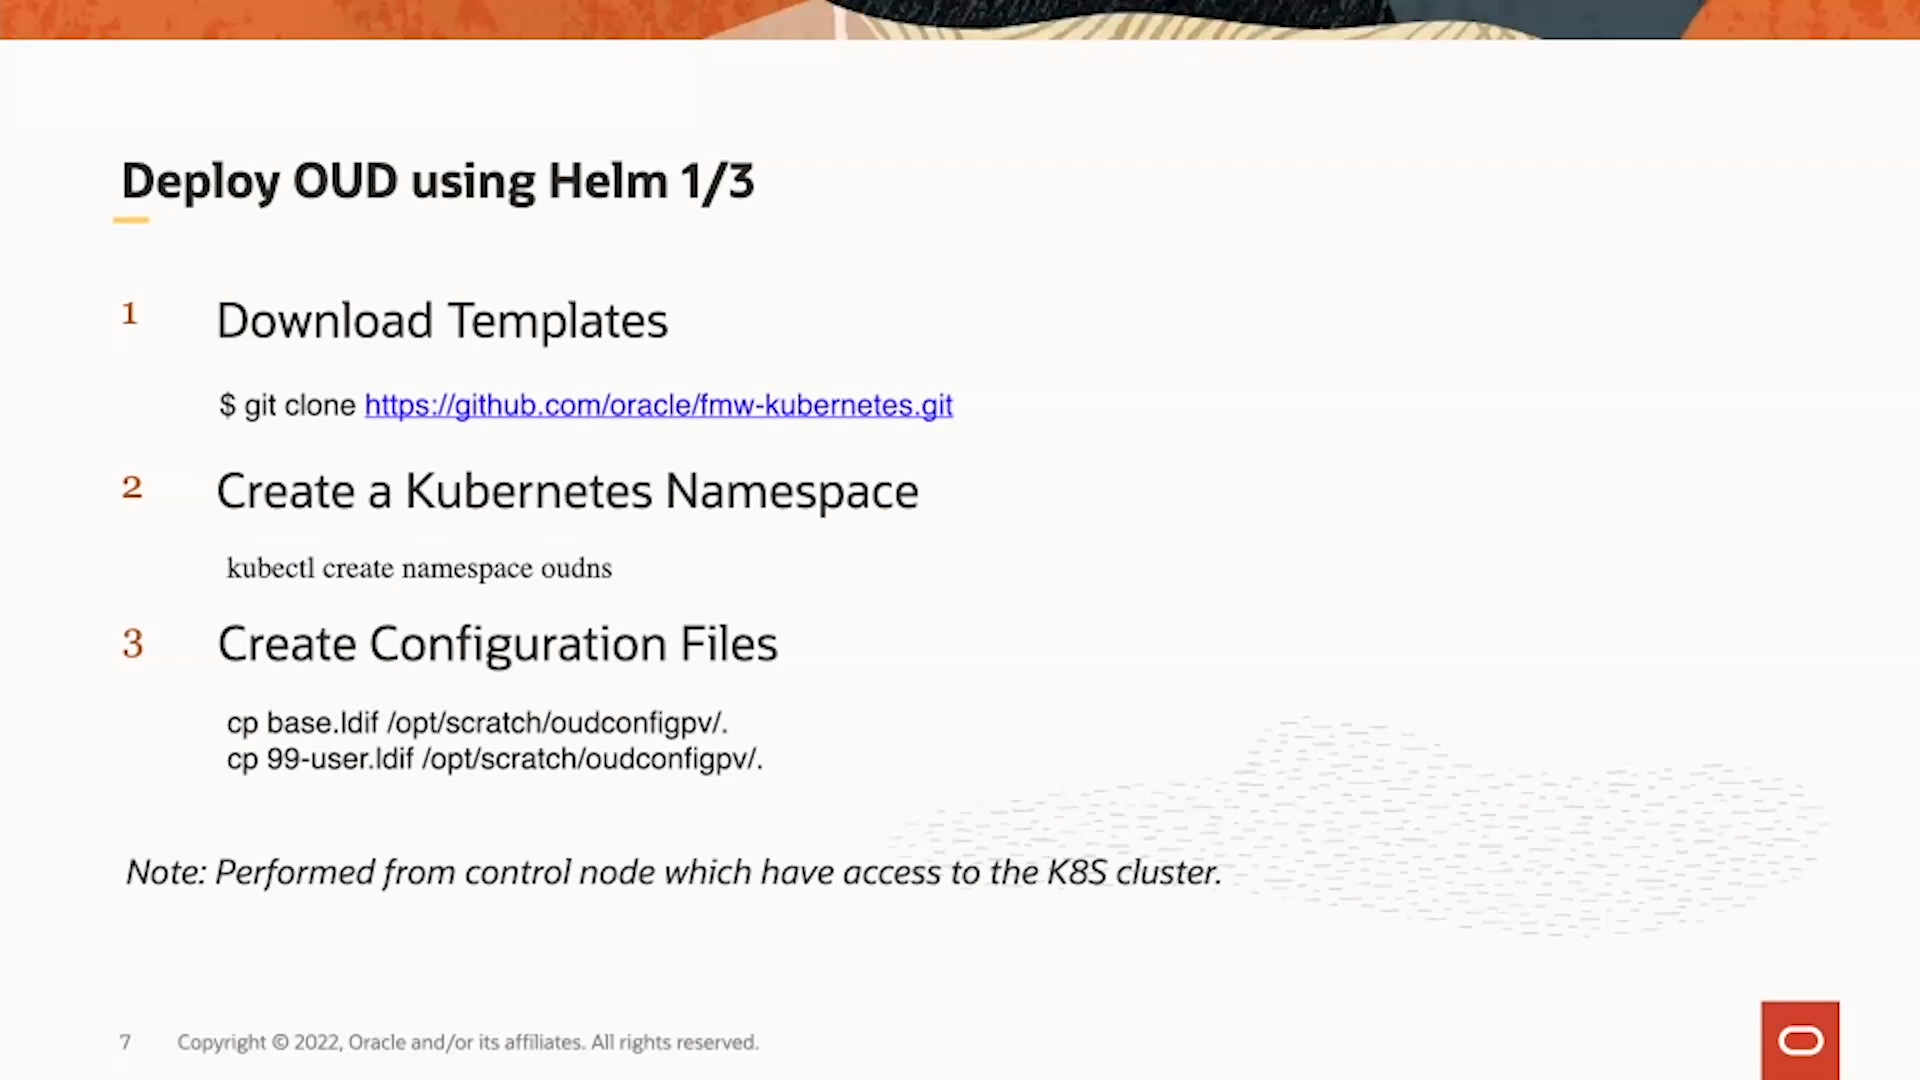 Deploy OUD using Helm 1/3
1 Download Templates
$ git clone https://github.com/oracle/fmw-kubernetes.git
2 Create a Kubernetes Namespace
kubectl create namespace oudns
3 Create Configuration Files
cp base.ldif /opt/scratch/oudconfigpv/.
cp 99-user.ldif /opt/scratch/oudconfigpv/.
Note: Performed from control node which have access to the K8S cluster.
7 Copyright © 2022, Oracle and/or its affiliates. All rights reserved.